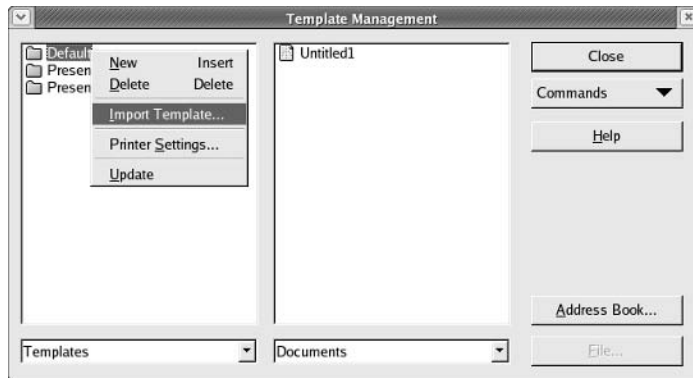 Template Management
Default
Presen
Presen
New Insert
Delete Delete
Import Template...
Printer Settings...
Update
Untitled1
Close
Commands
Help
Address Book...
File...
Templates
Documents